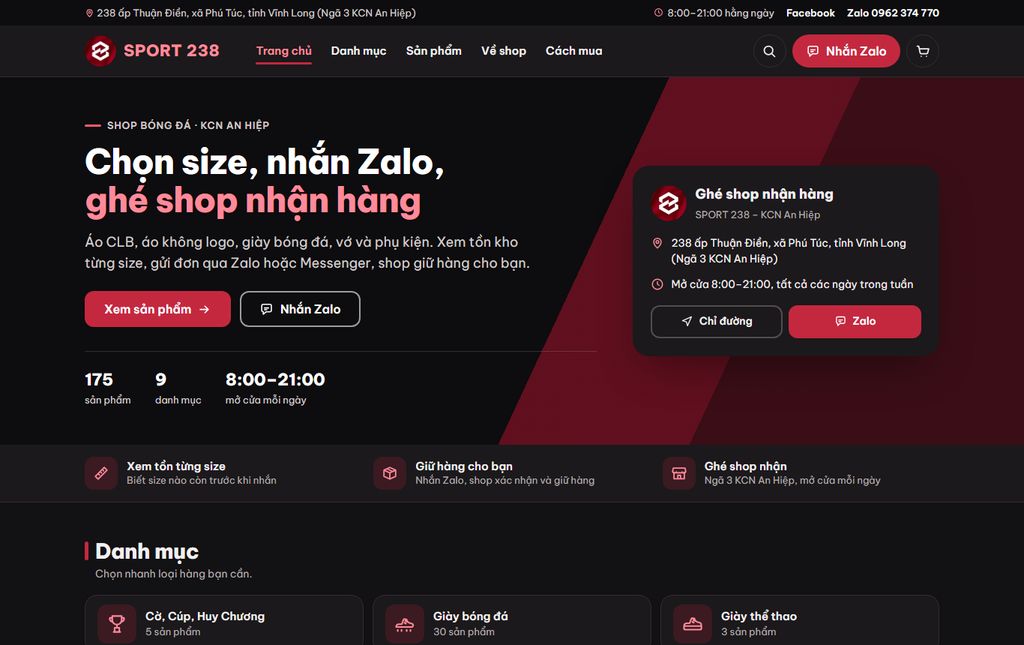 238 ấp Thuận Điền, xã Phú Túc, tỉnh Vĩnh Long (Ngã 3 KCN An Hiệp)
8:00–21:00 hằng ngày Facebook Zalo 0962 374 770
SPORT 238
Trang chủ Danh mục Sản phẩm Về shop Cách mua
Nhắn Zalo
SHOP BÓNG ĐÁ · KCN AN HIỆP
Chọn size, nhắn Zalo,
ghé shop nhận hàng
Áo CLB, áo không logo, giày bóng đá, vớ và phụ kiện. Xem tồn kho
từng size, gửi đơn qua Zalo hoặc Messenger, shop giữ hàng cho bạn.
Xem sản phẩm →
Nhắn Zalo
175 9 8:00–21:00
sản phẩm danh mục mở cửa mỗi ngày
Ghé shop nhận hàng
SPORT 238 – KCN An Hiệp
238 ấp Thuận Điền, xã Phú Túc, tỉnh Vĩnh Long
(Ngã 3 KCN An Hiệp)
Mở cửa 8:00–21:00, tất cả các ngày trong tuần
Chỉ đường
Zalo
Xem tồn từng size
Biết size nào còn trước khi nhắn
Giữ hàng cho bạn
Nhắn Zalo, shop xác nhận và giữ hàng
Ghé shop nhận
Ngã 3 KCN An Hiệp, mở cửa mỗi ngày
Danh mục
Chọn nhanh loại hàng bạn cần.
Cờ, Cúp, Huy Chương
5 sản phẩm
Giày bóng đá
30 sản phẩm
Giày thể thao
3 sản phẩm